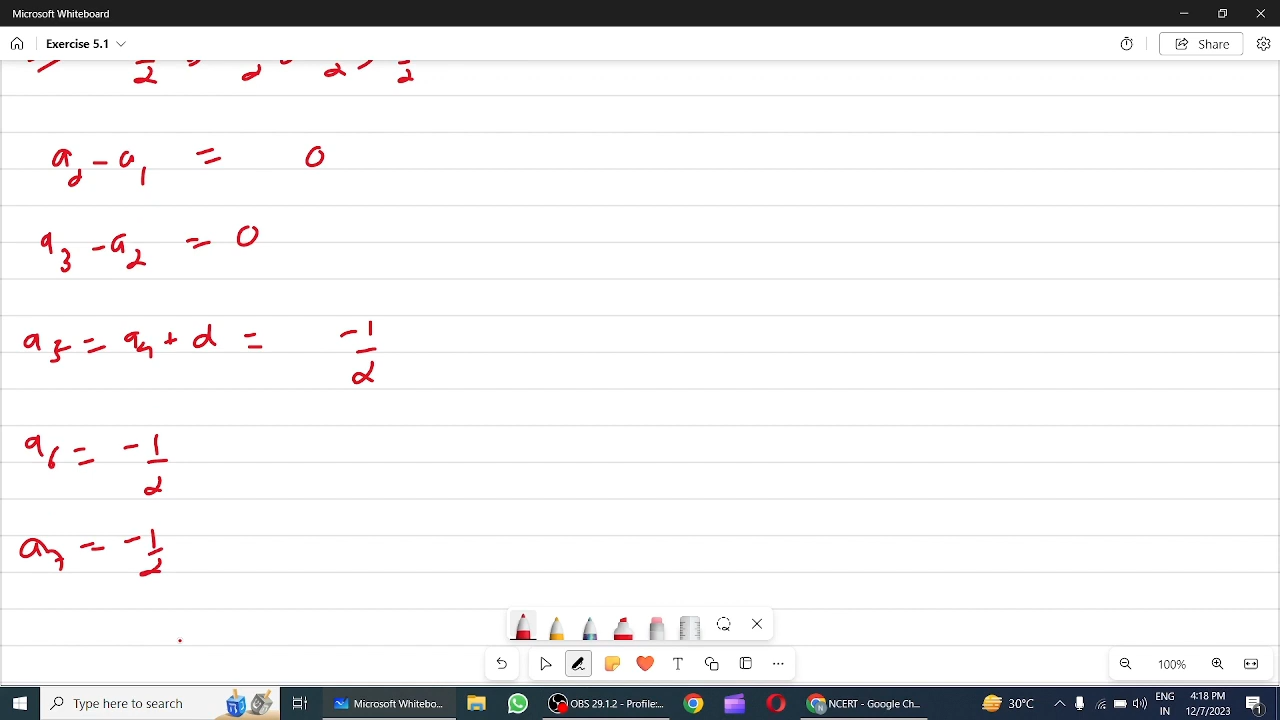 Microsoft Whiteboard
Exercise 5.1
Share
a₂ - a₁ = 0
a₃ - a₂ = 0
a₅ = a₄ + d = -1/2
a₆ = -1/2
a₇ = -1/2
100%
Type here to search
Microsoft Whitebo...
OBS 29.1.2 - Profile...
NCERT - Google Ch...
30°C
ENG
IN
4:18 PM
12/7/2023